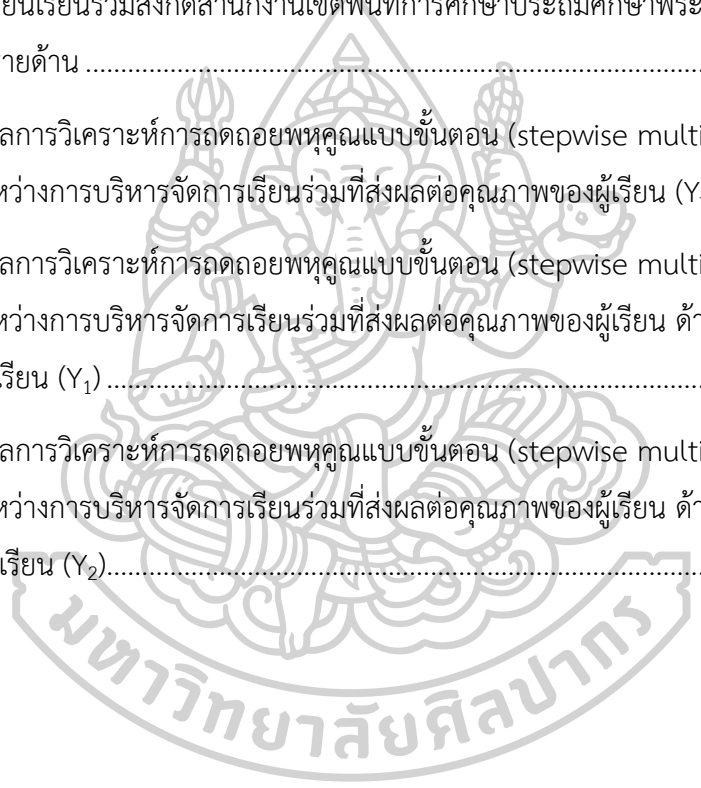 ยนเรียนรวมสังกัดสำนักงานเขตพื้นที่การศึกษาประถมศึกษาพระ
รายด้าน ............................................................
ลการวิเคราะห์การถดถอยพหุคูณแบบขั้นตอน (stepwise multi
หว่างการบริหารจัดการเรียนร่วมที่ส่งผลต่อคุณภาพของผู้เรียน (Y
ลการวิเคราะห์การถดถอยพหุคูณแบบขั้นตอน (stepwise multi
หว่างการบริหารจัดการเรียนร่วมที่ส่งผลต่อคุณภาพของผู้เรียน ด้า
เรียน (Y₁) ............................................................
ลการวิเคราะห์การถดถอยพหุคูณแบบขั้นตอน (stepwise multi
หว่างการบริหารจัดการเรียนร่วมที่ส่งผลต่อคุณภาพของผู้เรียน ด้า
เรียน (Y₂)............................................................
มหาวิทยาลัยศิลปากร